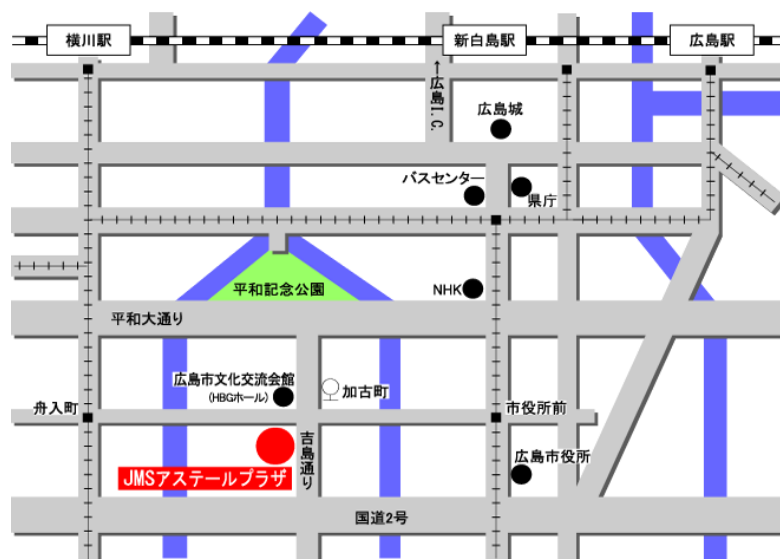 横川駅
新白島駅
広島駅
←広島I.C.
広島城
バスセンター
県庁
平和記念公園
NHK
平和大通り
広島市文化交流会館
(HBGホール)
加古町
舟入町
市役所前
吉島通り
広島市役所
JMSアステールプラザ
国道2号